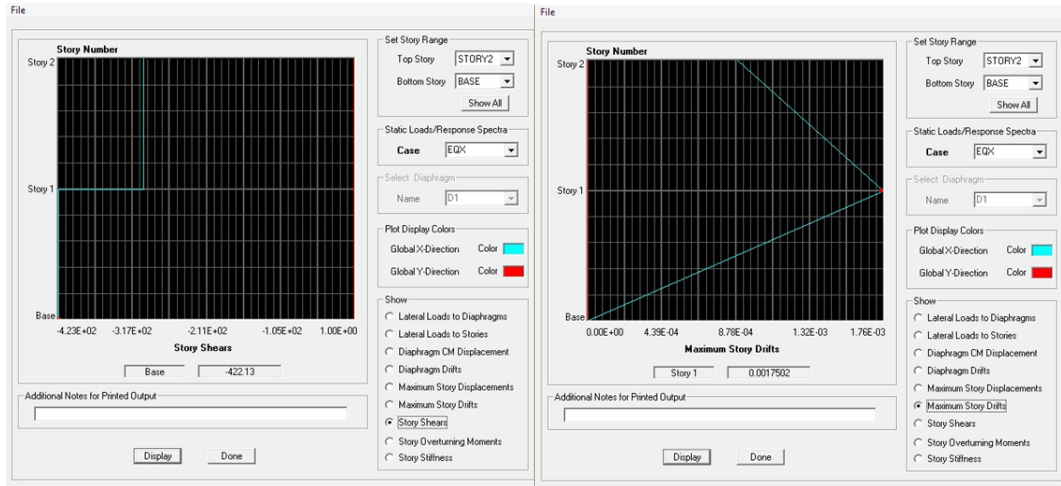 File
Story Number
Story 2
Story 1
Base
-4.23E+02 -3.17E+02 -2.11E+02 -1.05E+02 1.00E+00
Story Shears
Base -422.13
Additional Notes for Printed Output
Display Done
Set Story Range
Top Story STORY2
Bottom Story BASE
Show All
Static Loads/Response Spectra
Case EQX
Select Diaphragm
Name D1
Plot Display Colors
Global X-Direction Color
Global Y-Direction Color
Show
Lateral Loads to Diaphragms
Lateral Loads to Stories
Diaphragm CM Displacement
Diaphragm Drifts
Maximum Story Displacements
Maximum Story Drifts
Story Shears
Story Overturning Moments
Story Stiffness
File
Story Number
Story 2
Story 1
Base
0.00E+00 4.39E-04 8.78E-04 1.32E-03 1.76E-03
Maximum Story Drifts
Story 1 0.0017502
Additional Notes for Printed Output
Display Done
Set Story Range
Top Story STORY2
Bottom Story BASE
Show All
Static Loads/Response Spectra
Case EQX
Select Diaphragm
Name D1
Plot Display Colors
Global X-Direction Color
Global Y-Direction Color
Show
Lateral Loads to Diaphragms
Lateral Loads to Stories
Diaphragm CM Displacement
Diaphragm Drifts
Maximum Story Displacements
Maximum Story Drifts
Story Shears
Story Overturning Moments
Story Stiffness